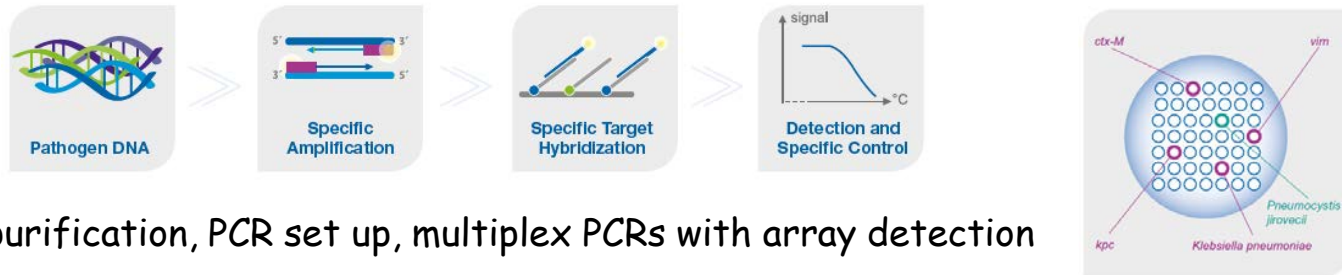 Pathogen DNA
5´ 3´
3´ 5´
Specific
Amplification
Specific Target
Hybridization
signal
°C
Detection and
Specific Control
ctx-M
vim
kpc
Klebsiella pneumoniae
Pneumocystis
jirovecii
purification, PCR set up, multiplex PCRs with array detection